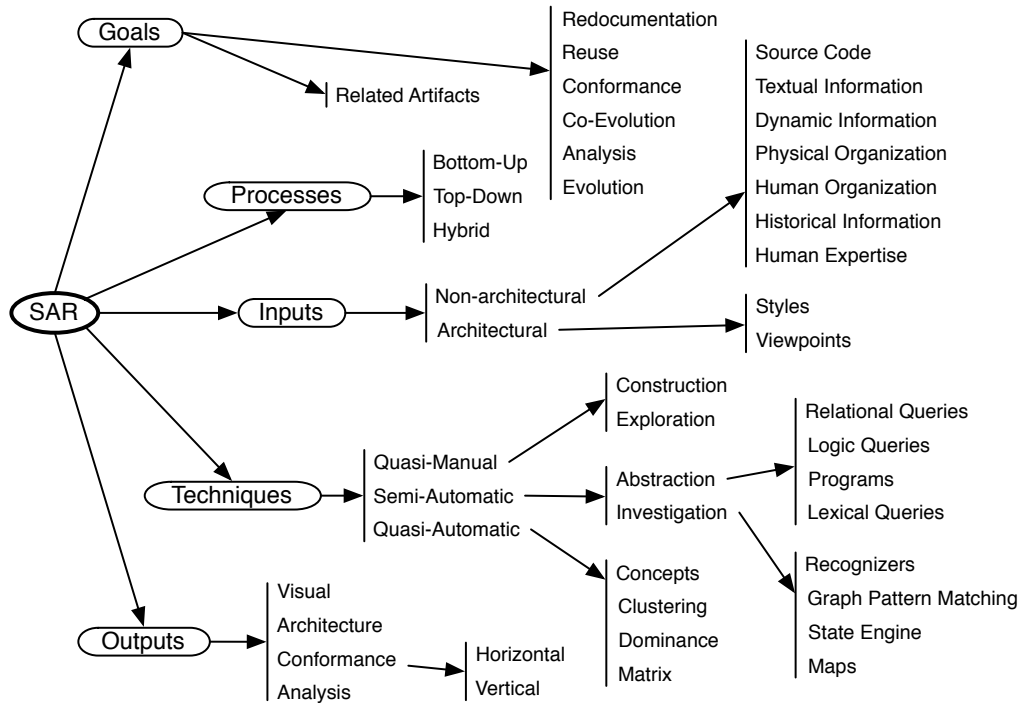 Goals
Related Artifacts
Redocumentation
Reuse
Conformance
Co-Evolution
Analysis
Evolution
Processes
Bottom-Up
Top-Down
Hybrid
SAR
Inputs
Non-architectural
Architectural
Source Code
Textual Information
Dynamic Information
Physical Organization
Human Organization
Historical Information
Human Expertise
Styles
Viewpoints
Techniques
Quasi-Manual
Semi-Automatic
Quasi-Automatic
Construction
Exploration
Abstraction
Investigation
Relational Queries
Logic Queries
Programs
Lexical Queries
Recognizers
Graph Pattern Matching
State Engine
Maps
Concepts
Clustering
Dominance
Matrix
Outputs
Visual
Architecture
Conformance
Analysis
Horizontal
Vertical